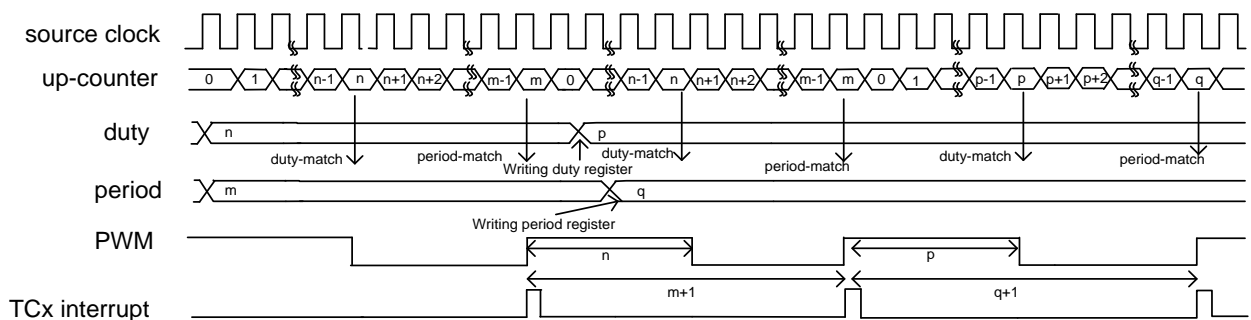 source clock
up-counter 0 1 n-1 n n+1 n+2 m-1 m 0 n-1 n n+1 n+2 m-1 m 0 1 p-1 p p+1 p+2 q-1 q
duty n p
duty-match period-match duty-match period-match duty-match period-match
Writing duty register
period m q
Writing period register
PWM n p
m+1 q+1
TCx interrupt